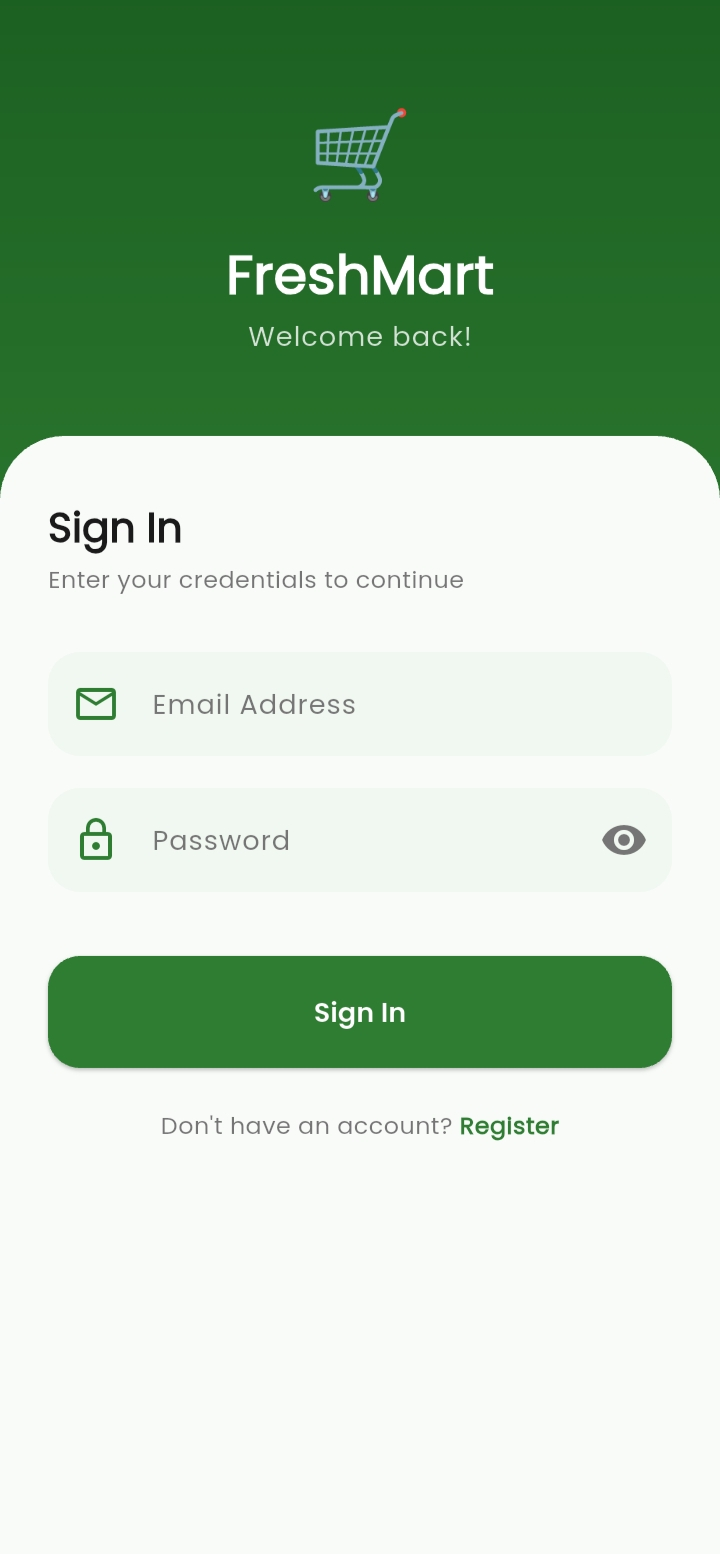 FreshMart
Welcome back!
Sign In
Enter your credentials to continue
Email Address
Password
Sign In
Don't have an account? Register